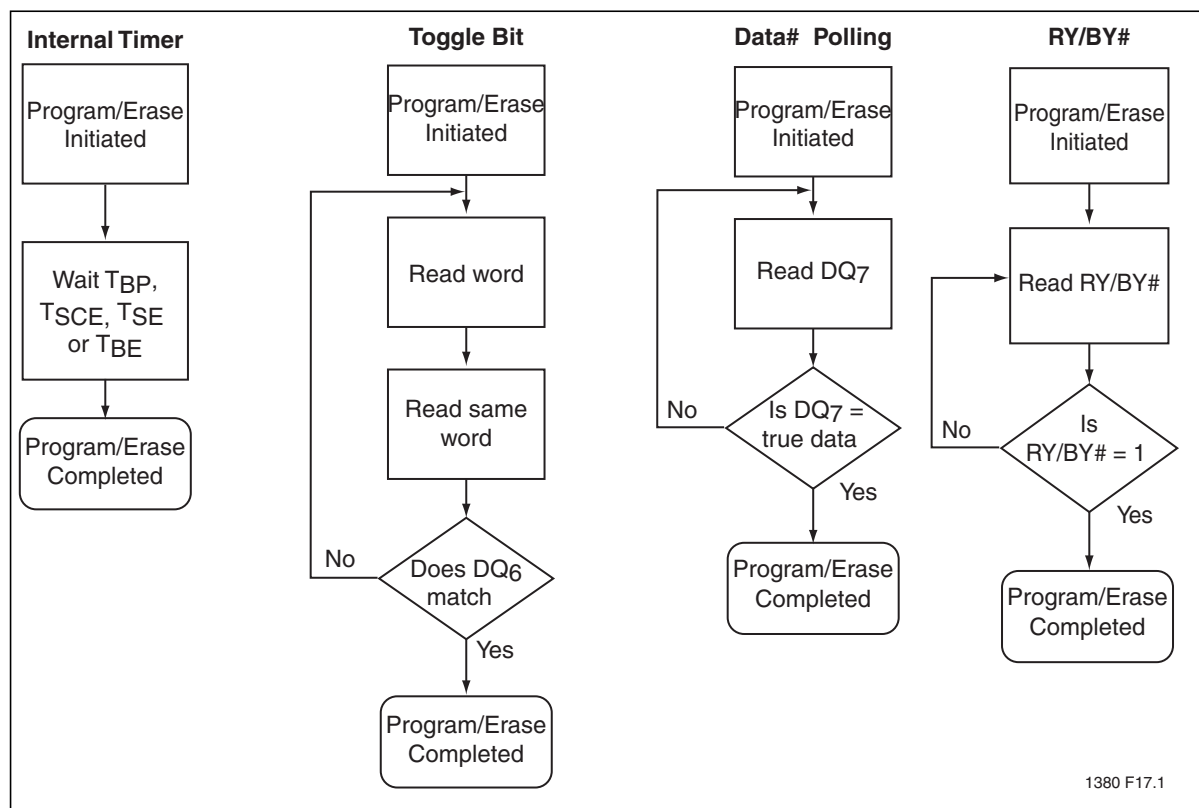 Internal Timer
Program/Erase
Initiated
Wait TBP,
TSCE, TSE
or TBE
Program/Erase
Completed
Toggle Bit
Program/Erase
Initiated
Read word
Read same
word
Does DQ6
match
No
Yes
Program/Erase
Completed
Data# Polling
Program/Erase
Initiated
Read DQ7
Is DQ7 =
true data
No
Yes
Program/Erase
Completed
RY/BY#
Program/Erase
Initiated
Read RY/BY#
Is
RY/BY# = 1
No
Yes
Program/Erase
Completed
1380 F17.1